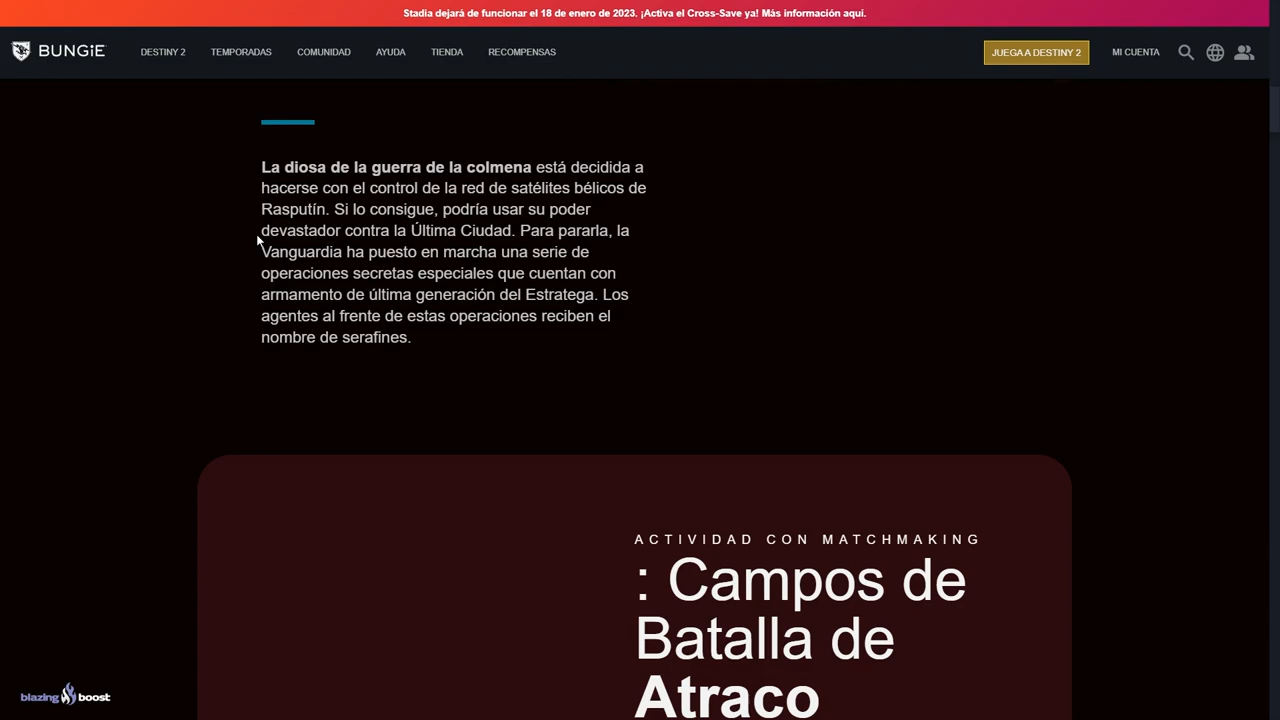 Stadia dejará de funcionar el 18 de enero de 2023. ¡Activa el Cross-Save ya! Más información aquí.
BUNGiE
DESTINY 2
TEMPORADAS
COMUNIDAD
AYUDA
TIENDA
RECOMPENSAS
JUEGA A DESTINY 2
MI CUENTA
La diosa de la guerra de la colmena está decidida a
hacerse con el control de la red de satélites bélicos de
Rasputín. Si lo consigue, podría usar su poder
devastador contra la Última Ciudad. Para pararla, la
Vanguardia ha puesto en marcha una serie de
operaciones secretas especiales que cuentan con
armamento de última generación del Estratega. Los
agentes al frente de estas operaciones reciben el
nombre de serafines.
ACTIVIDAD CON MATCHMAKING
: Campos de
Batalla de
Atraco
blazing boost